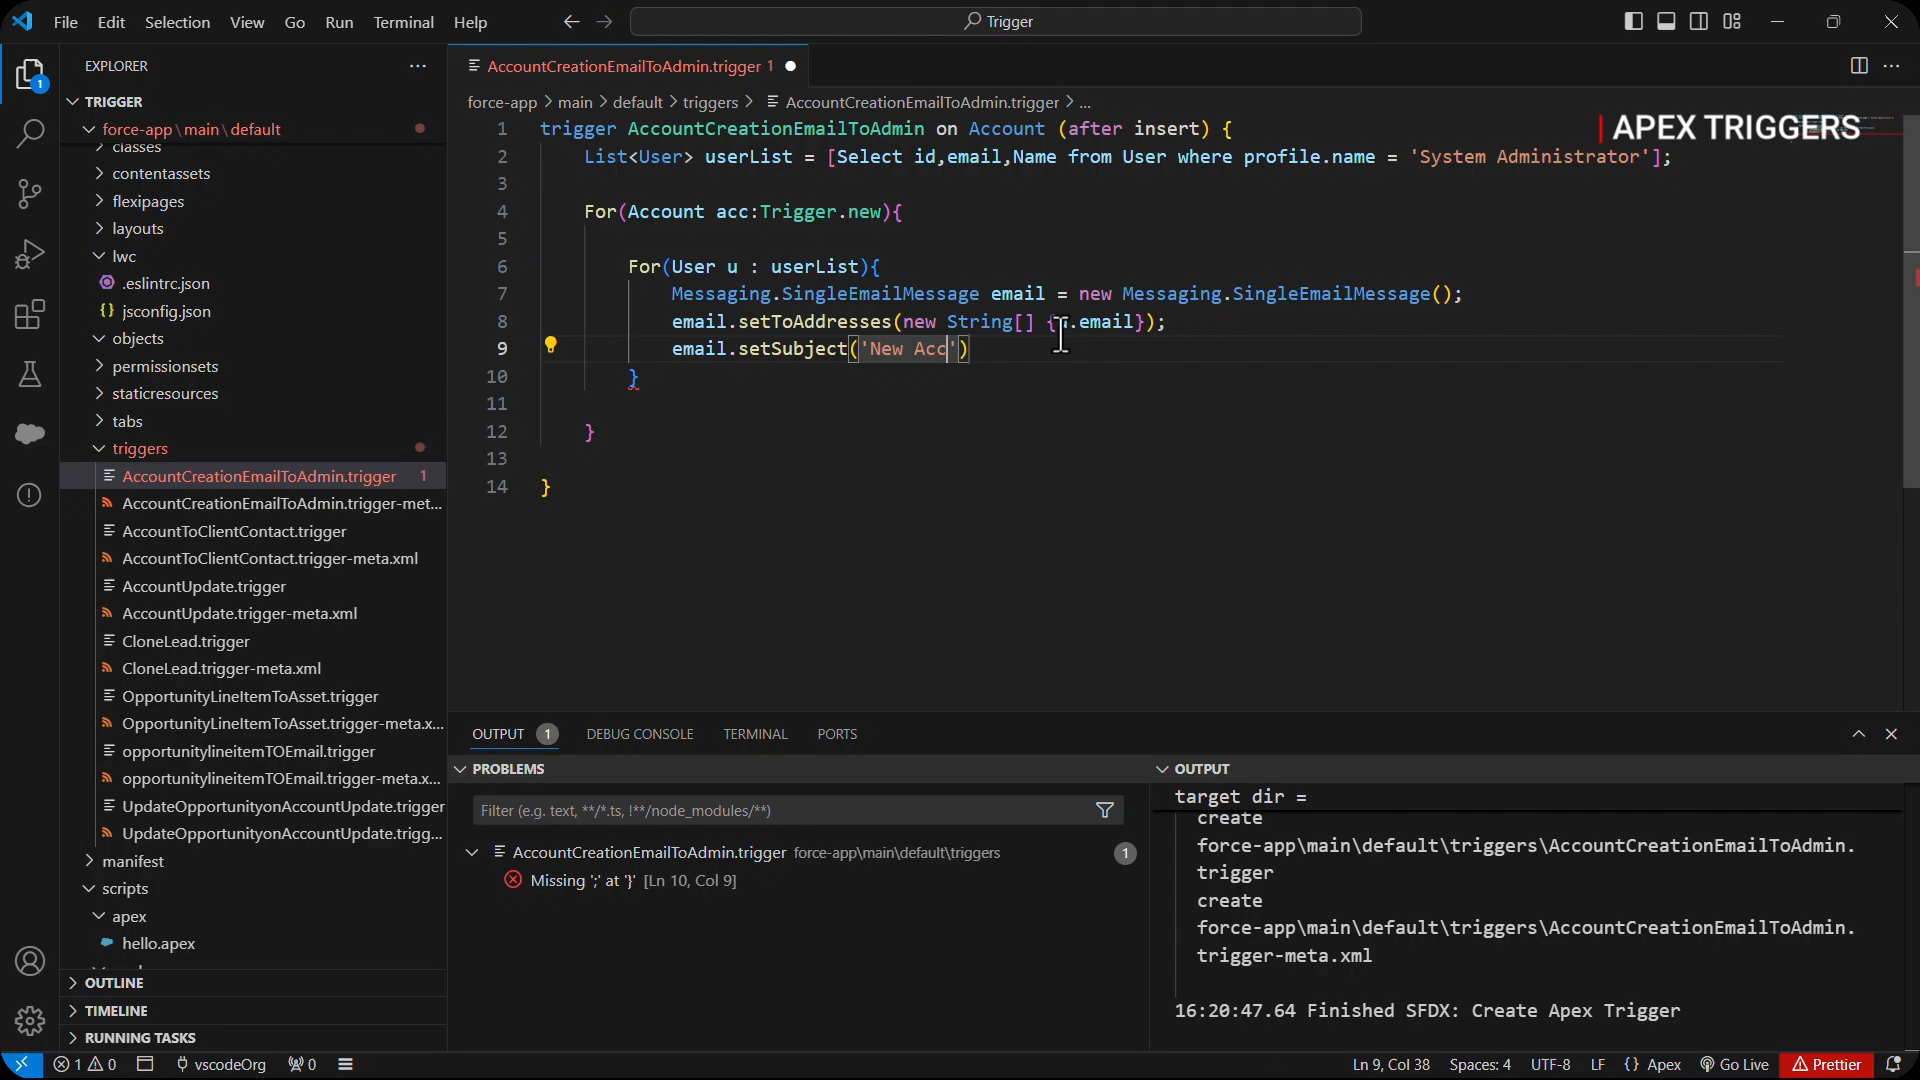 File Edit Selection View Go Run Terminal Help
Trigger
EXPLORER
TRIGGER
force-app\main\default
classes
contentassets
flexipages
layouts
lwc
.eslintrc.json
jsconfig.json
objects
permissionsets
staticresources
tabs
triggers
AccountCreationEmailToAdmin.trigger 1
AccountCreationEmailToAdmin.trigger-met...
AccountToClientContact.trigger
AccountToClientContact.trigger-meta.xml
AccountUpdate.trigger
AccountUpdate.trigger-meta.xml
CloneLead.trigger
CloneLead.trigger-meta.xml
OpportunityLineItemToAsset.trigger
OpportunityLineItemToAsset.trigger-meta.x...
opportunitylineitemTOEmail.trigger
opportunitylineitemTOEmail.trigger-meta.x...
UpdateOpportunityonAccountUpdate.trigger
UpdateOpportunityonAccountUpdate.trigg...
manifest
scripts
apex
hello.apex
OUTLINE
TIMELINE
RUNNING TASKS
AccountCreationEmailToAdmin.trigger 1
force-app > main > default > triggers > AccountCreationEmailToAdmin.trigger > ...
APEX TRIGGERS
1 trigger AccountCreationEmailToAdmin on Account (after insert) {
2 List<User> userList = [Select id,email,Name from User where profile.name = 'System Administrator'];
3
4 For(Account acc:Trigger.new){
5
6 For(User u : userList){
7 Messaging.SingleEmailMessage email = new Messaging.SingleEmailMessage();
8 email.setToAddresses(new String[] {u.email});
9 email.setSubject('New Acc')
10 }
11
12 }
13
14 }
OUTPUT 1 DEBUG CONSOLE TERMINAL PORTS
PROBLEMS
Filter (e.g. text, **/*.ts, !**/node_modules/**)
AccountCreationEmailToAdmin.trigger force-app\main\default\triggers 1
Missing ';' at '}' [Ln 10, Col 9]
OUTPUT
target dir =
create
force-app\main\default\triggers\AccountCreationEmailToAdmin.
trigger
create
force-app\main\default\triggers\AccountCreationEmailToAdmin.
trigger-meta.xml
16:20:47.64 Finished SFDX: Create Apex Trigger
1 0 vscodeOrg 0
Ln 9, Col 38 Spaces: 4 UTF-8 LF {} Apex Go Live Prettier